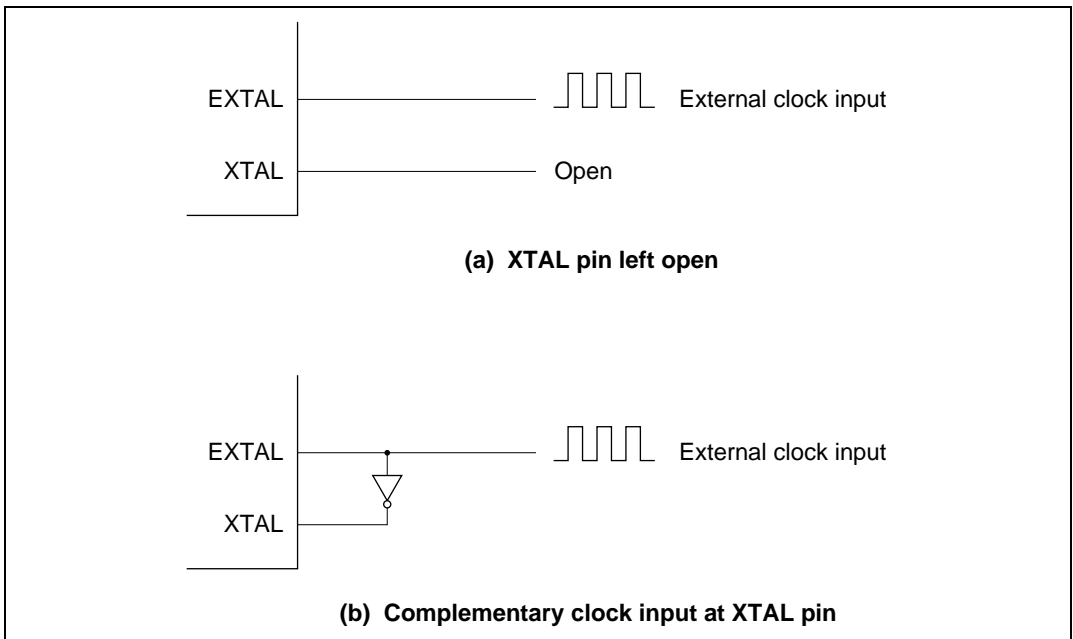 EXTAL
External clock input
XTAL
Open
(a) XTAL pin left open
EXTAL
External clock input
XTAL
(b) Complementary clock input at XTAL pin